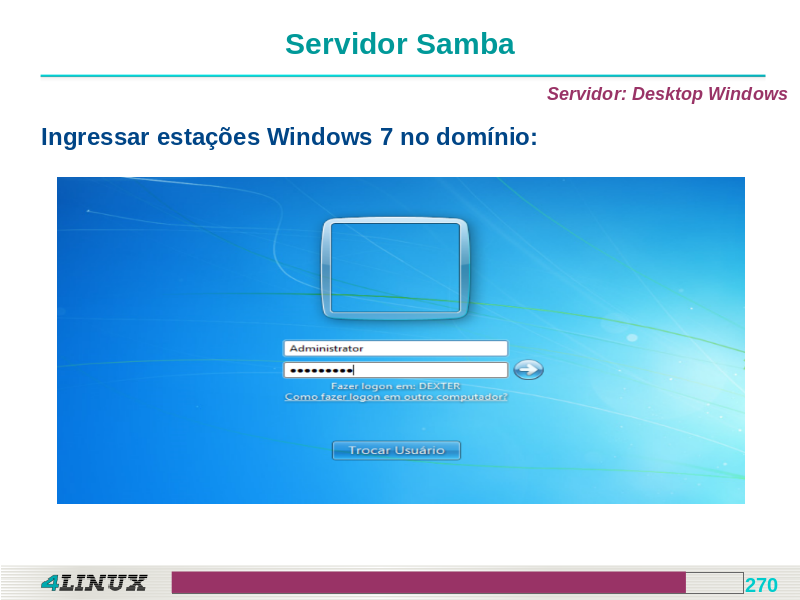 Servidor Samba
Servidor: Desktop Windows
Ingressar estações Windows 7 no domínio:
Administrator
●●●●●●●●●
Fazer logon em: DEXTER
Como fazer logon em outro computador?
Trocar Usuário
4LINUX
270